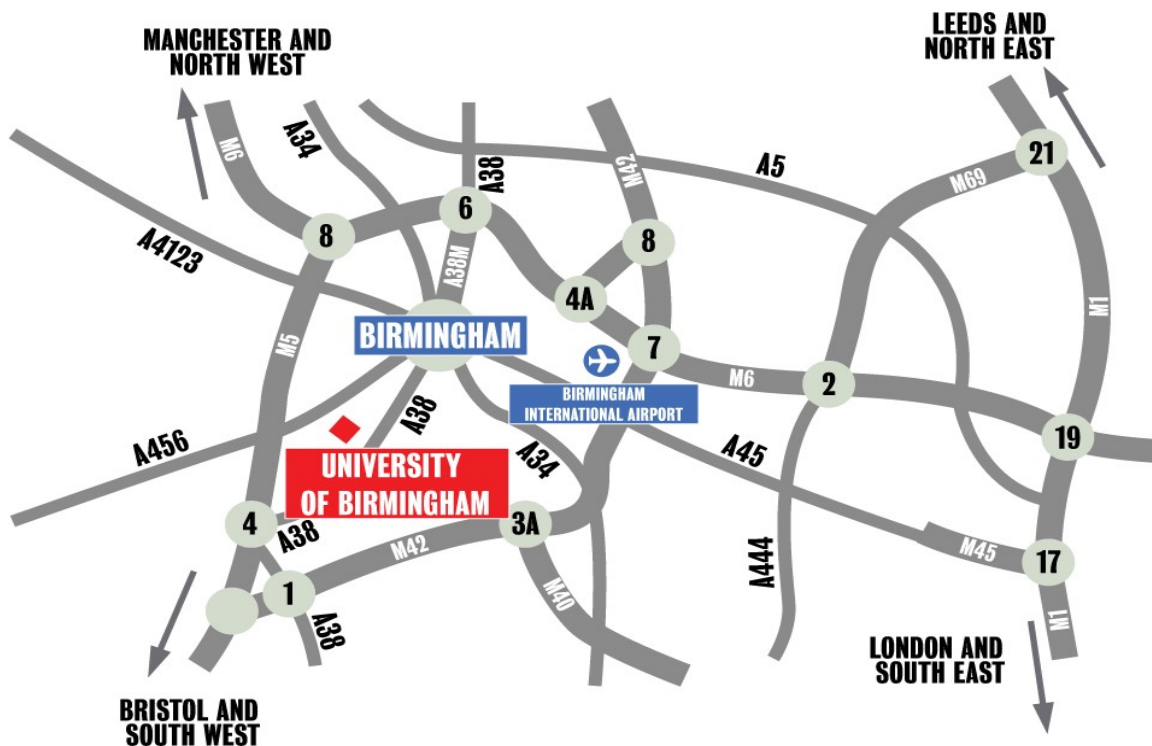 MANCHESTER AND
NORTH WEST
LEEDS AND
NORTH EAST
M6
A34
A38
M42
A5
M69
21
8
6
8
A4123
A38M
4A
M1
BIRMINGHAM
M5
7
M6
2
BIRMINGHAM
INTERNATIONAL AIRPORT
A38
A456
UNIVERSITY
OF BIRMINGHAM
A34
A45
19
4
A38
3A
M42
M45
17
A444
1
M40
A38
M1
LONDON AND
SOUTH EAST
BRISTOL AND
SOUTH WEST